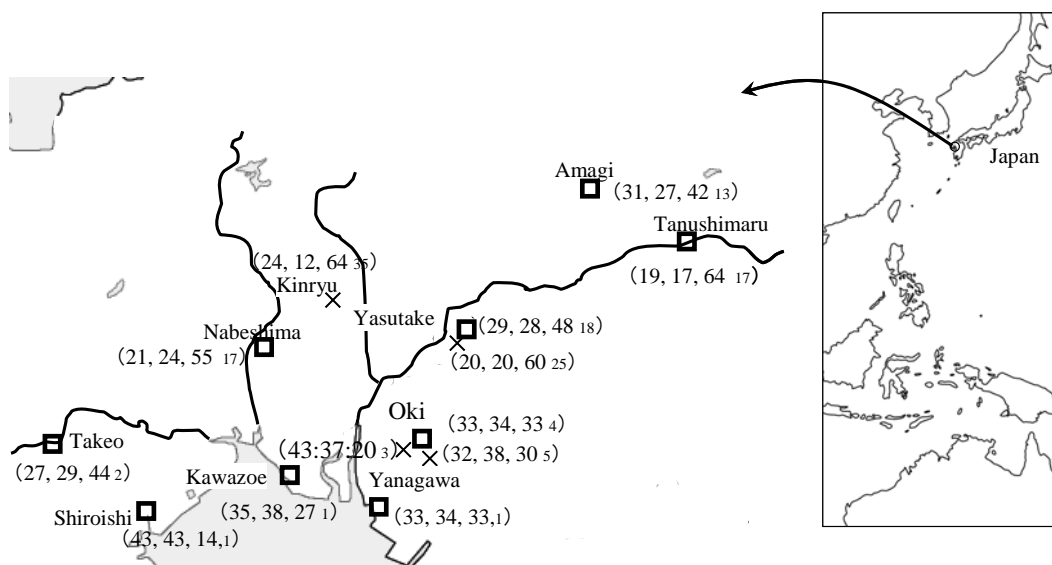 Amagi
(31, 27, 42 13)
Japan
Tanushimaru
(19, 17, 64 17)
(24, 12, 64 35)
Kinryu
Yasutake
(29, 28, 48 18)
(20, 20, 60 25)
Nabeshima
(21, 24, 55 17)
Oki
(33, 34, 33 4)
(43:37:20 3)
(32, 38, 30 5)
Takeo
(27, 29, 44 2)
Kawazoe
(35, 38, 27 1)
Yanagawa
(33, 34, 33,1)
Shiroishi
(43, 43, 14,1)